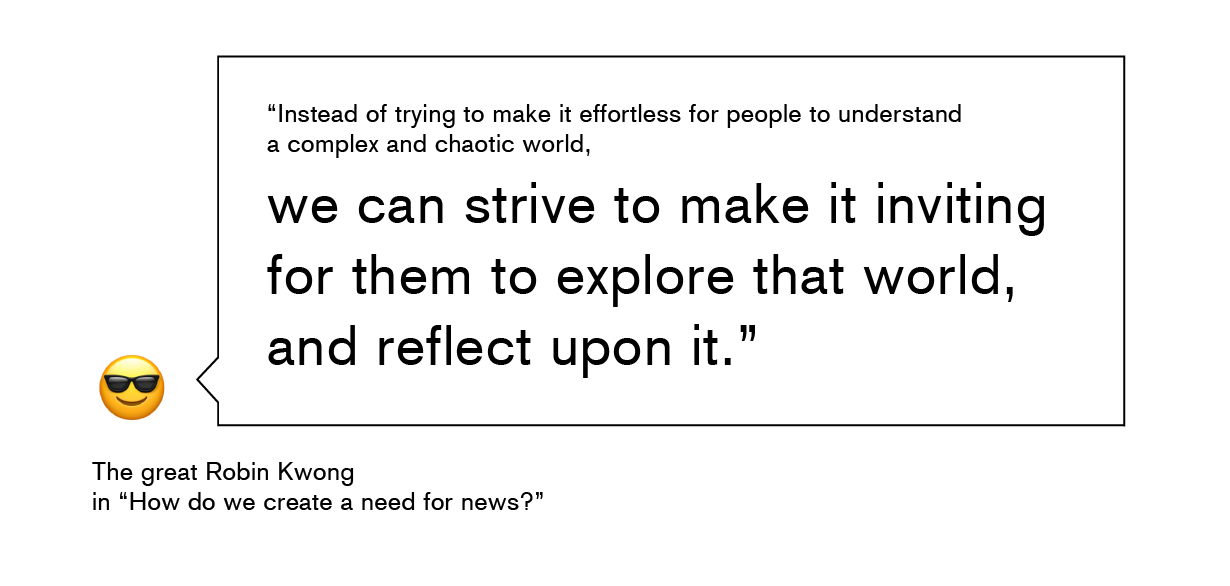 “Instead of trying to make it effortless for people to understand
a complex and chaotic world,
we can strive to make it inviting
for them to explore that world,
and reflect upon it.”
The great Robin Kwong
in “How do we create a need for news?”